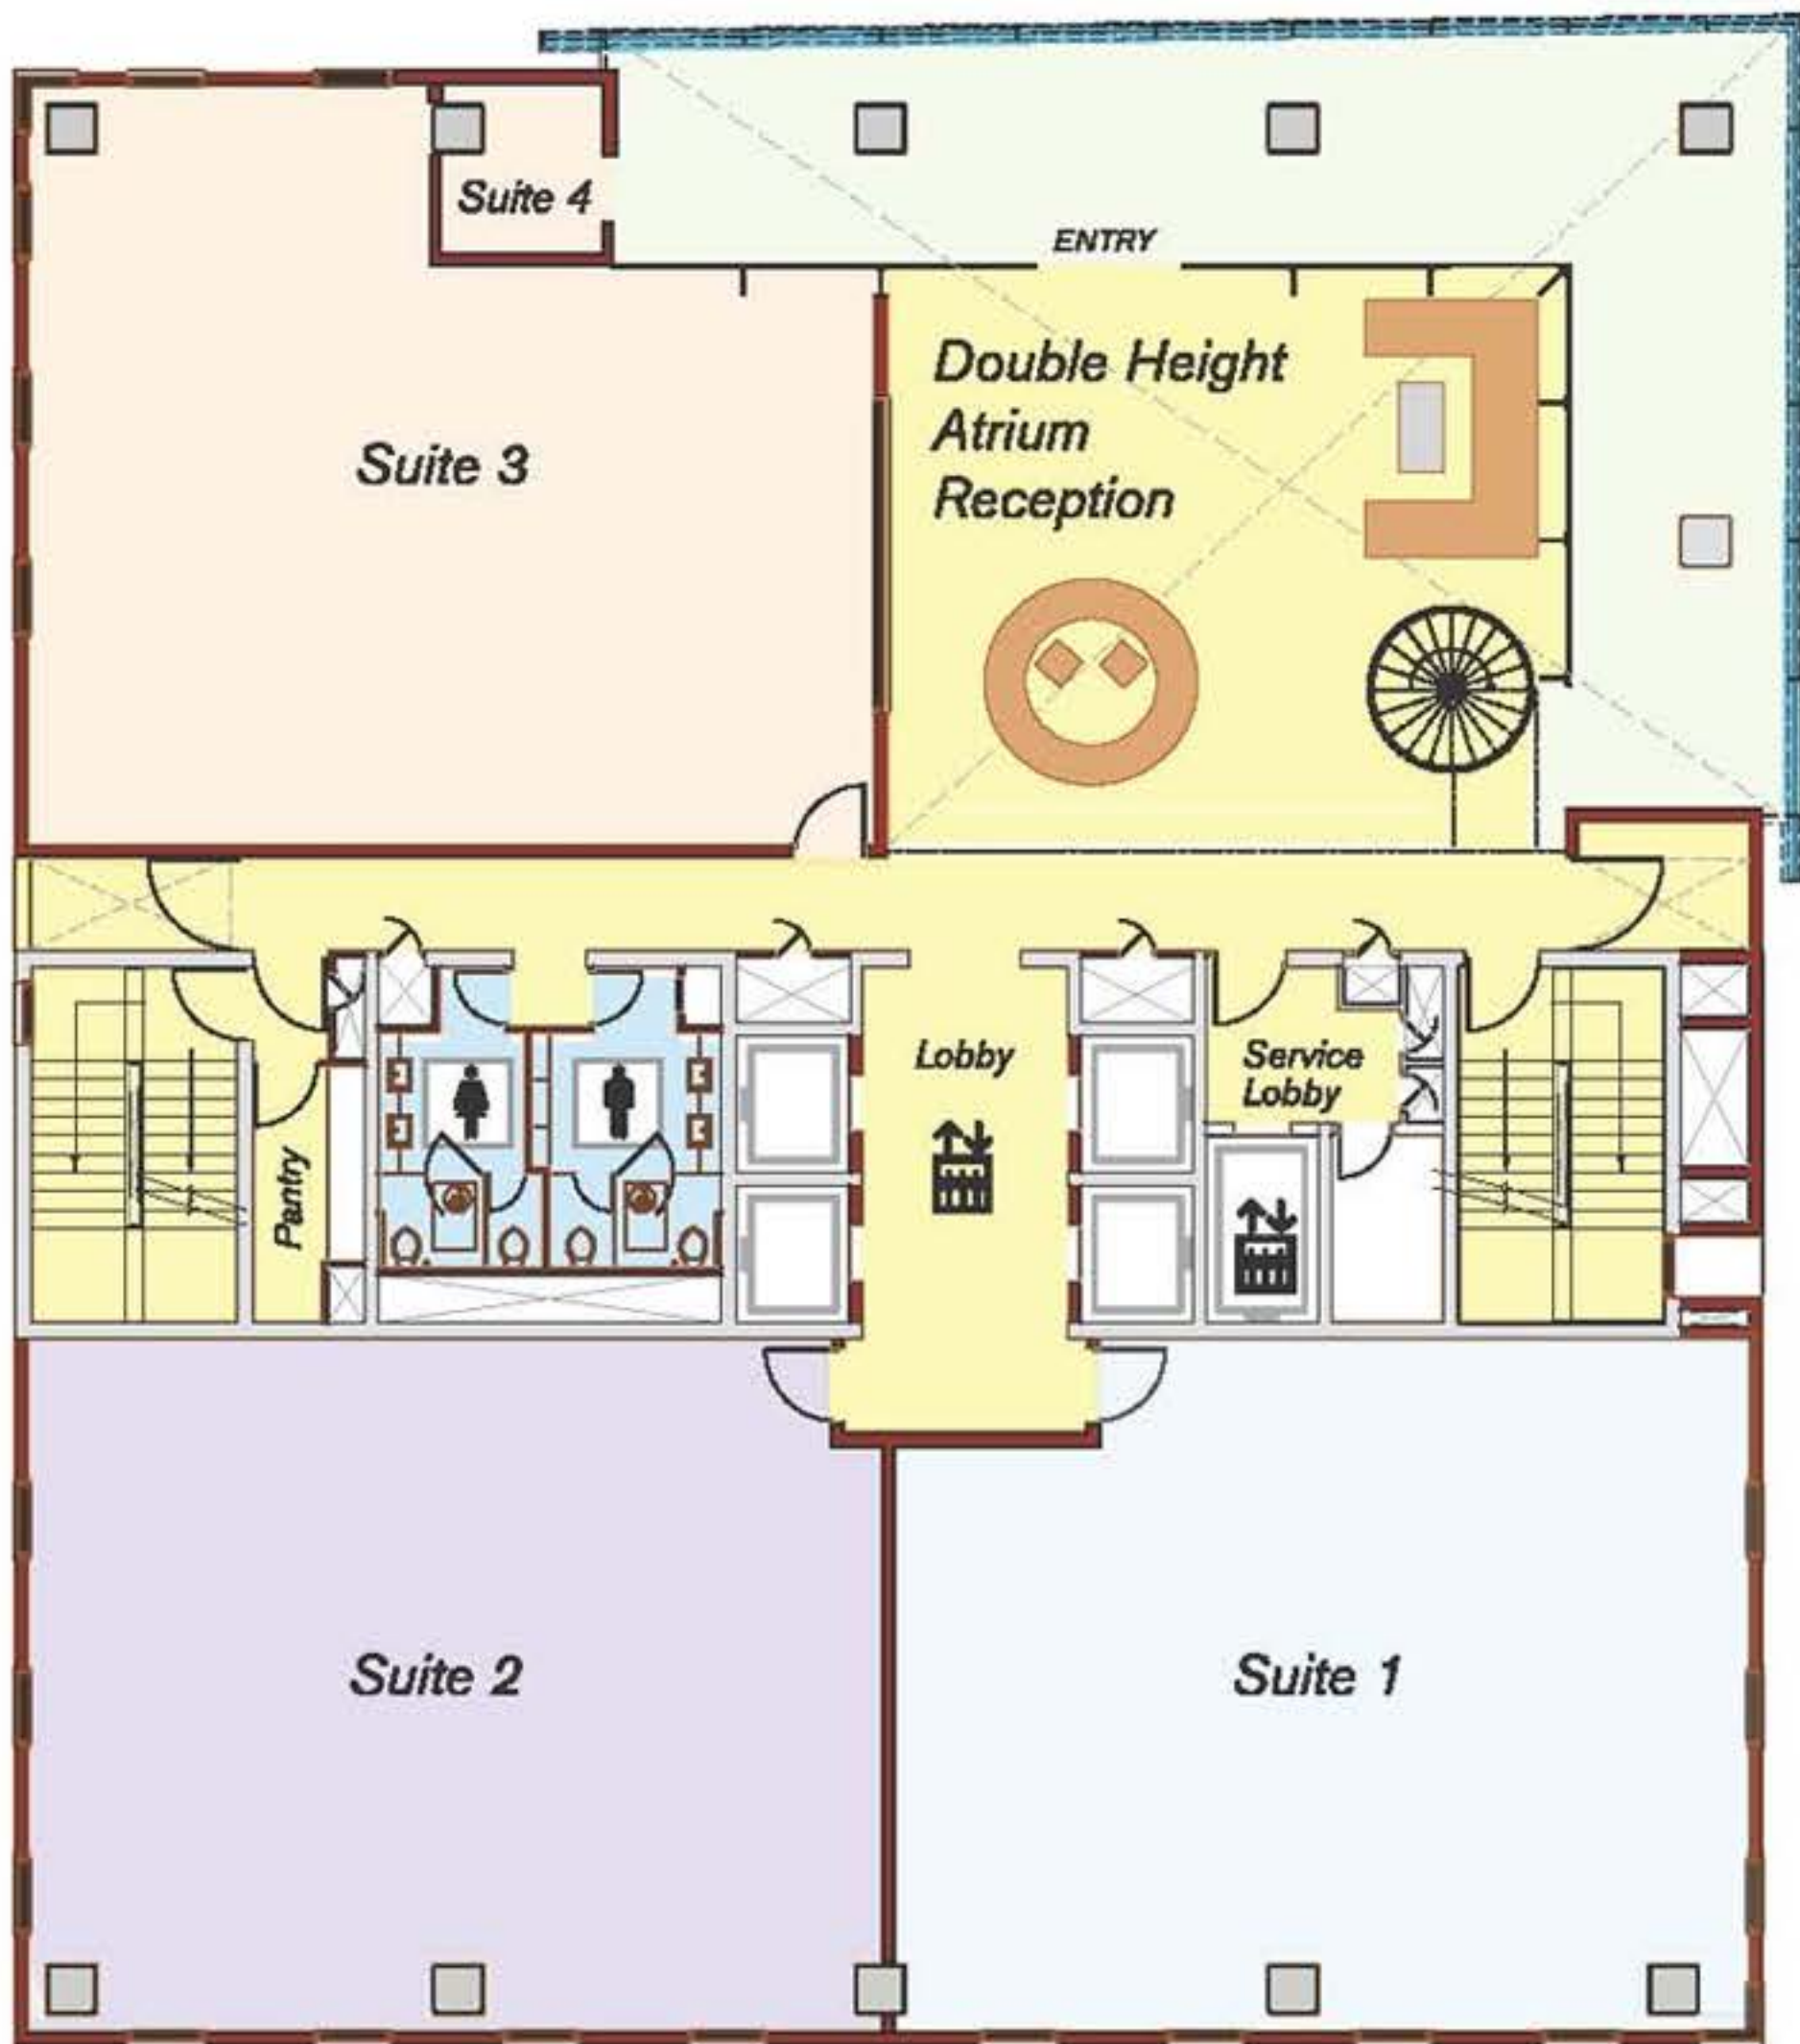 Suite 4
ENTRY
Double Height
Atrium
Reception
Suite 3
Lobby
Service
Lobby
Pantry
Suite 2
Suite 1